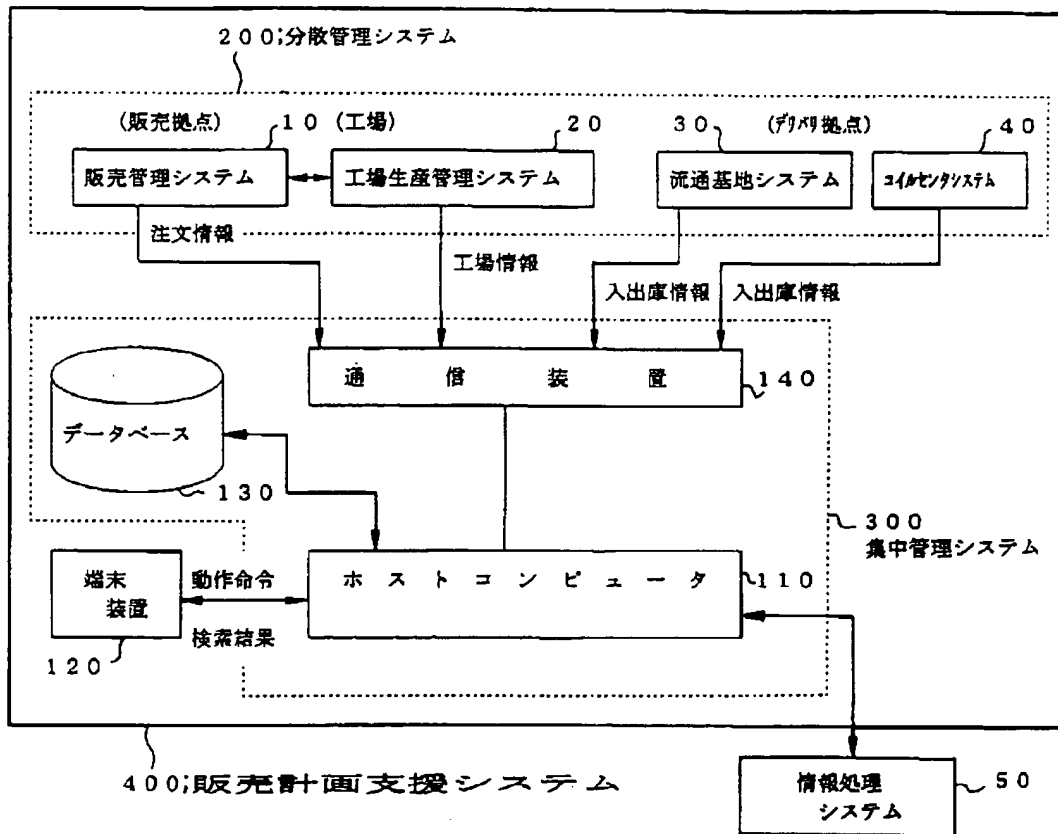 ２００;分散管理システム
(販売拠点)
１０
(工場)
２０
３０
(ﾃﾞﾘﾊﾞﾘ拠点)
４０
販売管理システム
工場生産管理システム
流通基地システム
ｺｲﾙｾﾝﾀｼｽﾃﾑ
注文情報
工場情報
入出庫情報
入出庫情報
通信装置
１４０
データベース
１３０
３００
集中管理システム
端末
装置
動作命令
検索結果
ホストコンピュータ
１１０
１２０
４００;販売計画支援システム
情報処理
システム
５０